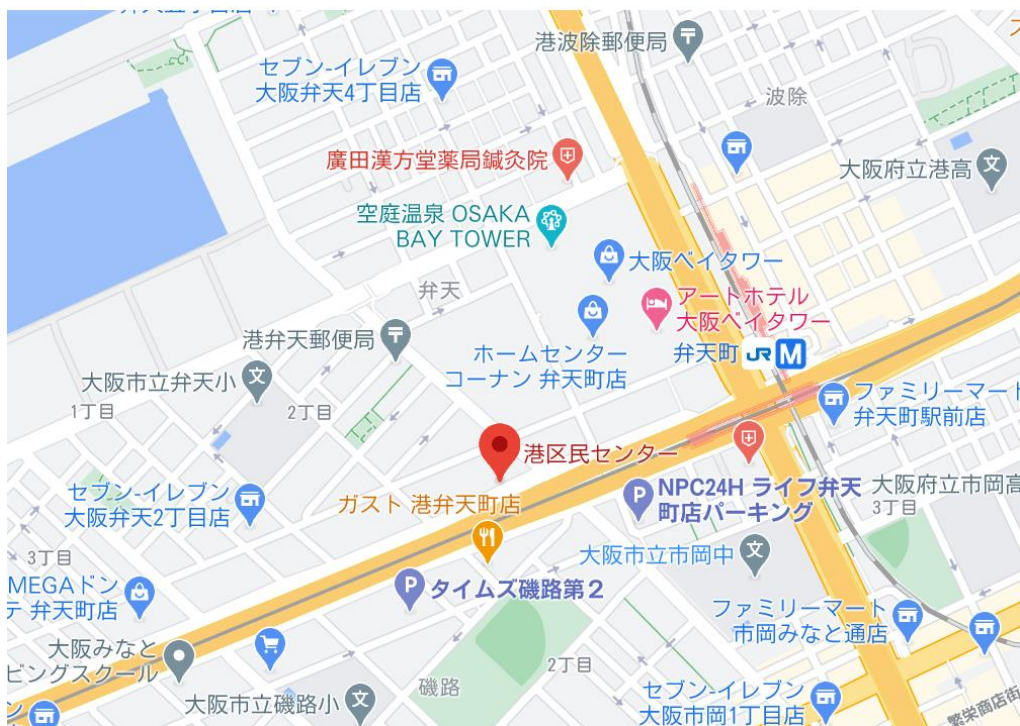 港波除郵便局
セブン-イレブン
大阪弁天4丁目店
波除
廣田漢方堂薬局鍼灸院
大阪府立港高
空庭温泉 OSAKA
BAY TOWER
大阪ベイタワー
弁天
アートホテル
大阪ベイタワー
港弁天郵便局
ホームセンター
コーナン 弁天町店
弁天町 JR M
大阪市立弁天小
ファミリーマート
弁天町駅前店
1丁目
2丁目
港区民センター
セブン-イレブン
大阪弁天2丁目店
ガスト 港弁天町店
NPC24H ライフ弁天
町店パーキング
大阪府立市岡高
3丁目
3丁目
大阪市立市岡中
MEGAドン
テ 弁天町店
タイムズ磯路第2
ファミリーマート
市岡みなと通店
大阪みなと
ビングスクール
2丁目
磯路
大阪市立磯路小
セブン-イレブン
大阪市岡1丁目店
繁栄商店街